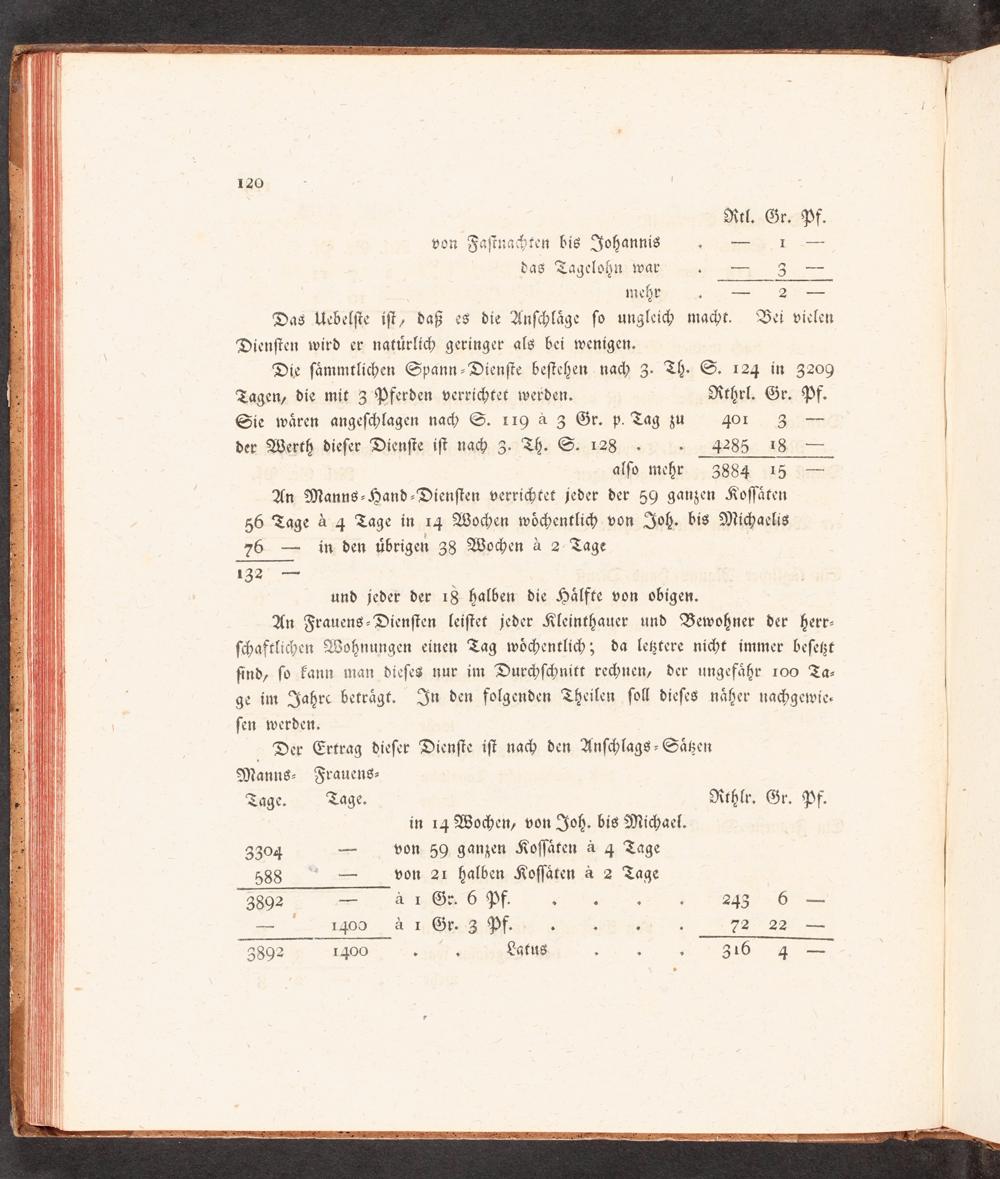 120
Rtl. Gr. Pf.
von Fastnachten bis Johannis . — 1 —
das Tagelohn war . — 3 —
mehr . — 2 —
Das Uebelste ist, daß es die Anschläge so ungleich macht. Bei vielen
Diensten wird er natürlich geringer als bei wenigen.
Die sämmtlichen Spann-Dienste bestehen nach 3. Th. S. 124 in 3209
Tagen, die mit 3 Pferden verrichtet werden. Rthrl. Gr. Pf.
Sie wären angeschlagen nach S. 119 à 3 Gr. p. Tag zu 401 3 —
der Werth dieser Dienste ist nach 3. Th. S. 128 . . 4285 18 —
also mehr 3884 15 —
An Manns-Hand-Diensten verrichtet jeder der 59 ganzen Kossäten
56 Tage à 4 Tage in 14 Wochen wöchentlich von Joh. bis Michaelis
76 — in den übrigen 38 Wochen à 2 Tage
132 —
und jeder der 18 halben die Hälfte von obigen.
An Frauens-Diensten leistet jeder Kleinthauer und Bewohner der herr-
schaftlichen Wohnungen einen Tag wöchentlich; da letztere nicht immer besetzt
sind, so kann man dieses nur im Durchschnitt rechnen, der ungefähr 100 Ta-
ge im Jahre beträgt. In den folgenden Theilen soll dieses näher nachgewie-
sen werden.
Der Ertrag dieser Dienste ist nach den Anschlags-Sätzen
Manns- Frauens-
Tage. Tage. Rthlr. Gr. Pf.
in 14 Wochen, von Joh. bis Michael.
3304 — von 59 ganzen Kossäten à 4 Tage
588 — von 21 halben Kossäten à 2 Tage
3892 — à 1 Gr. 6 Pf. . . . . 243 6 —
— 1400 à 1 Gr. 3 Pf. . . . . 72 22 —
3892 1400 . . Latus . . . 316 4 —